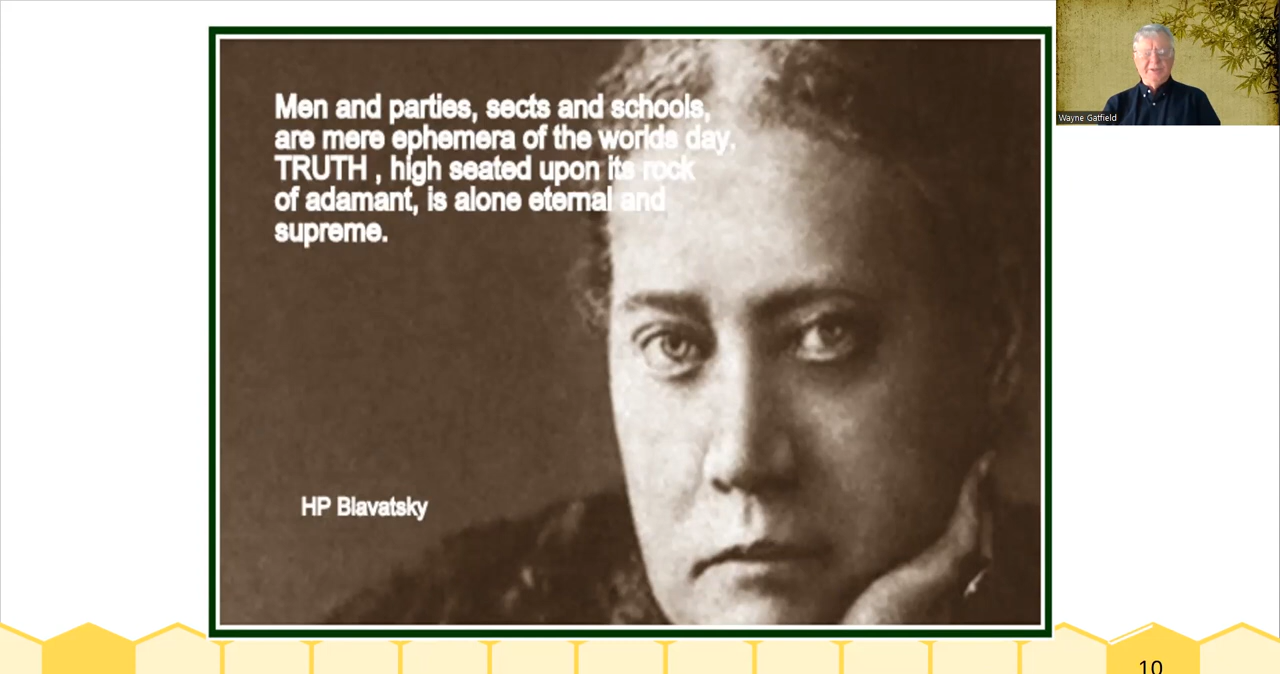 Men and parties, sects and schools,
are mere ephemera of the worlds day.
TRUTH , high seated upon its rock
of adamant, is alone eternal and
supreme.
HP Blavatsky
Wayne Gatfield
10